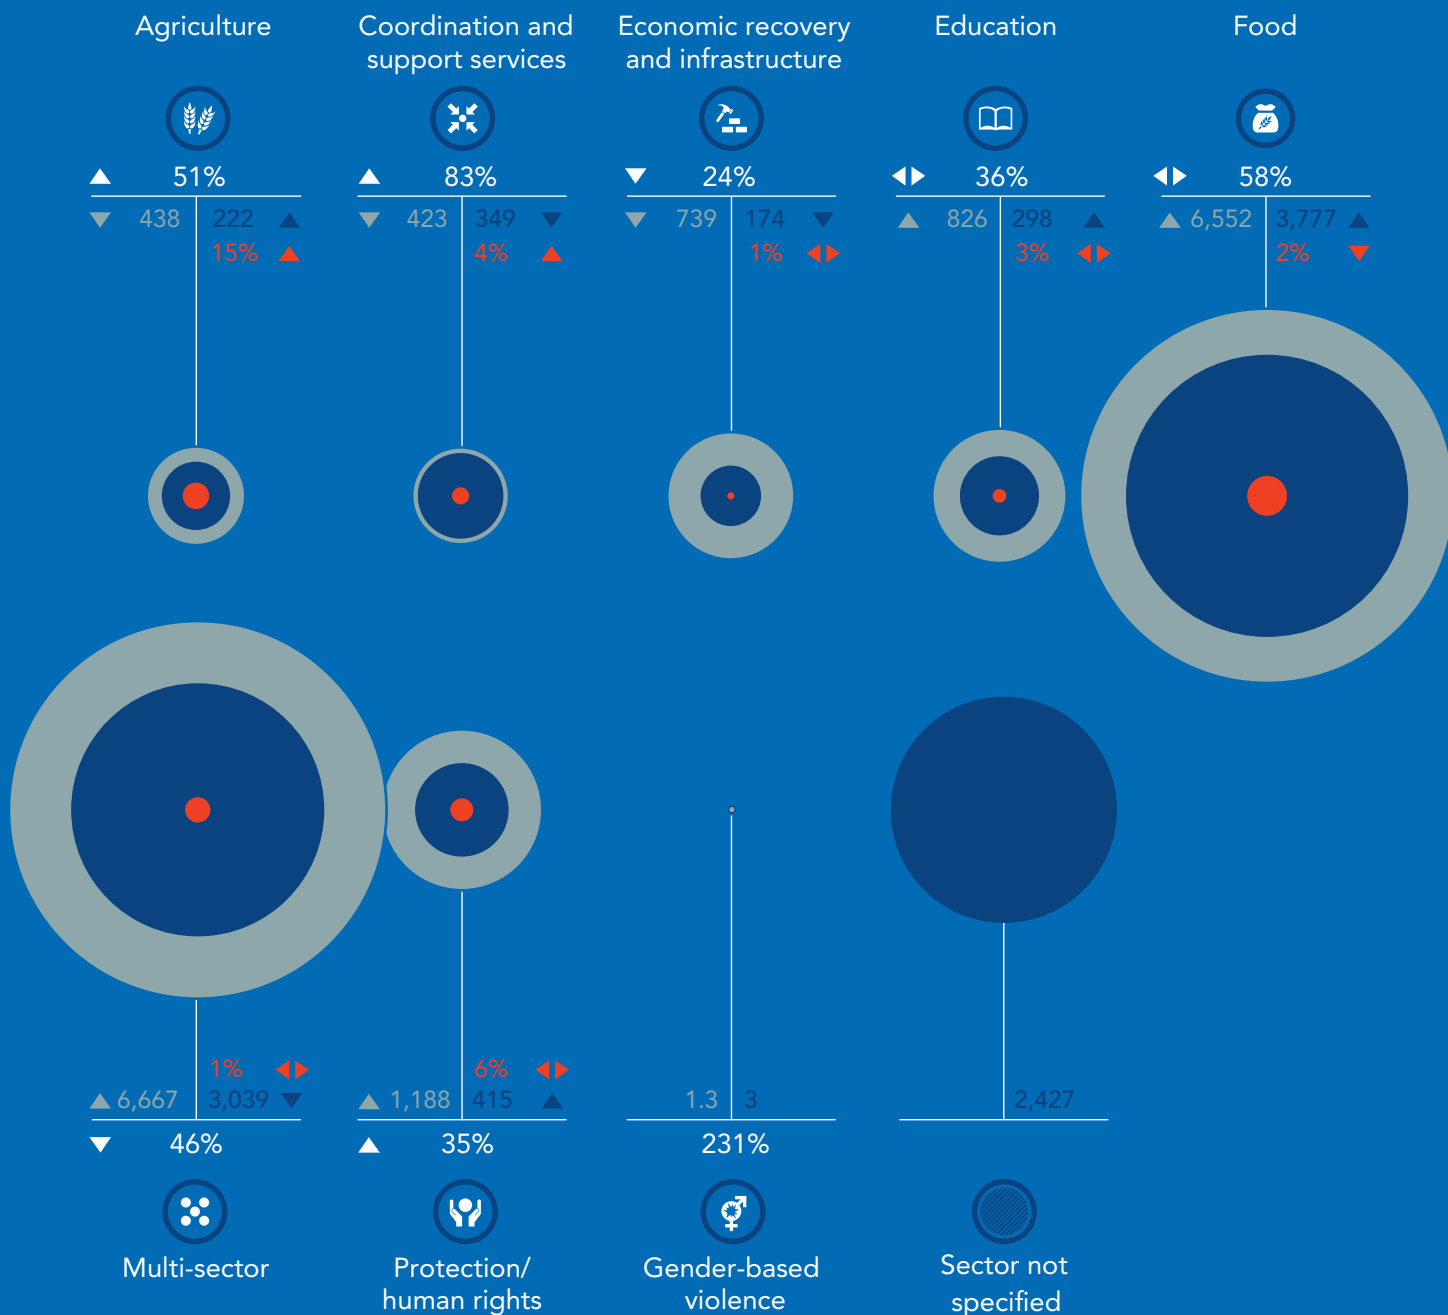 Agriculture
Coordination and
support services
Economic recovery
and infrastructure
Education
Food
51%
83%
24%
36%
58%
438 222
423 349
739 174
826 298
6,552 3,777
15%
4%
1%
3%
2%
1%
6%
6,667 3,039
1,188 415
1.3 3
2,427
46%
35%
231%
Multi-sector
Protection/
human rights
Gender-based
violence
Sector not
specified